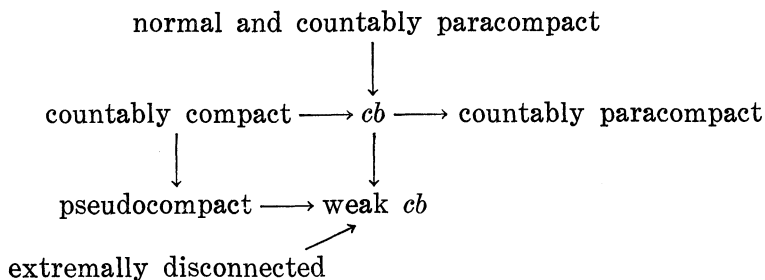 normal and countably paracompact
countably compact → cb → countably paracompact
pseudocompact → weak cb
extremally disconnected